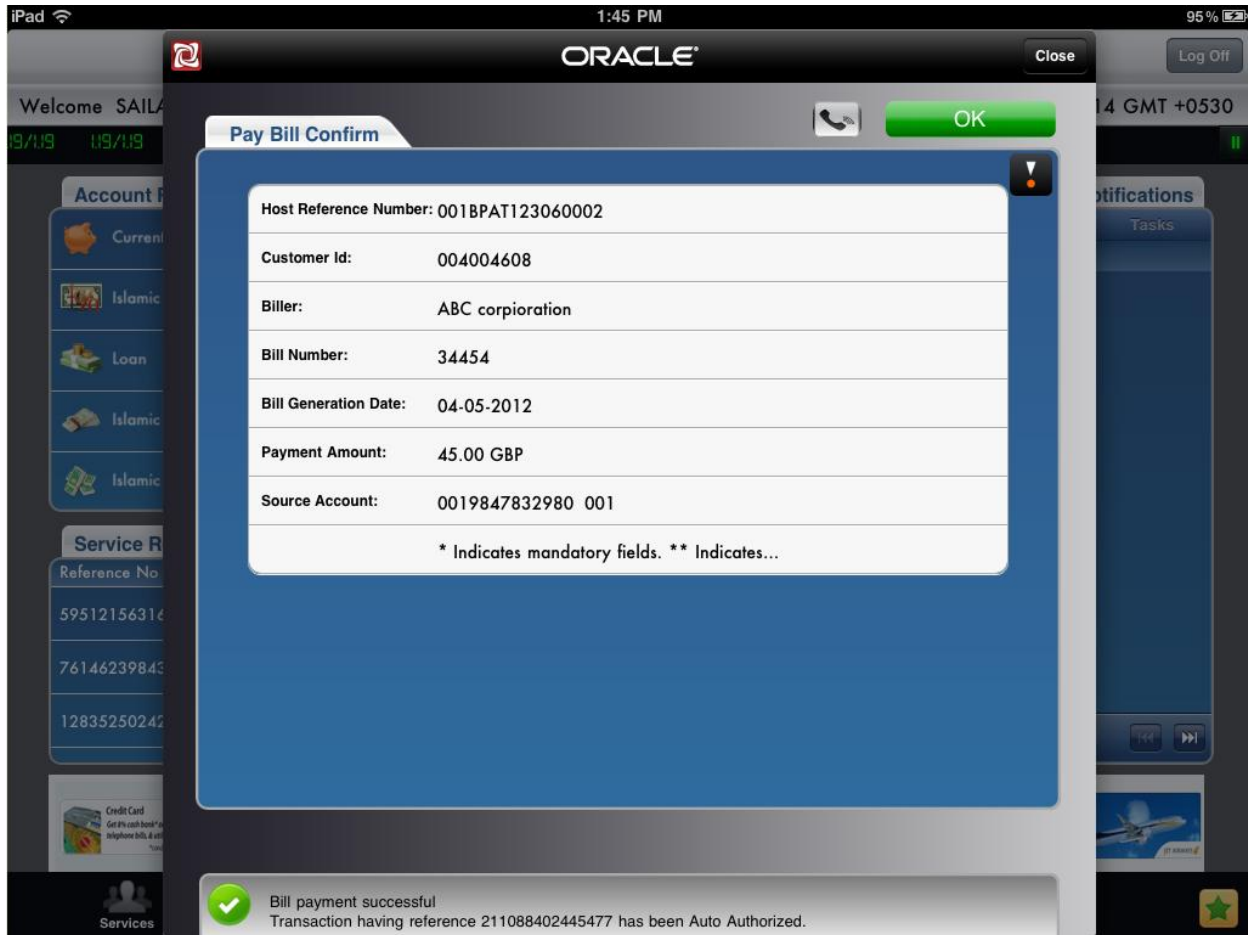 iPad 1:45 PM 95%
ORACLE
Close
Log Off
Welcome SAILA
14 GMT +0530
Pay Bill Confirm
OK
Account
Current
Islamic
Loan
Islamic
Islamic
otifications
Tasks
Host Reference Number: 001BPAT123060002
Customer Id: 004004608
Biller: ABC corpioration
Bill Number: 34454
Bill Generation Date: 04-05-2012
Payment Amount: 45.00 GBP
Source Account: 0019847832980 001
* Indicates mandatory fields. ** Indicates...
Service R
Reference No
59512156316
76146239843
12835250242
Credit Card
Bill payment successful
Transaction having reference 211088402445477 has been Auto Authorized.
Services